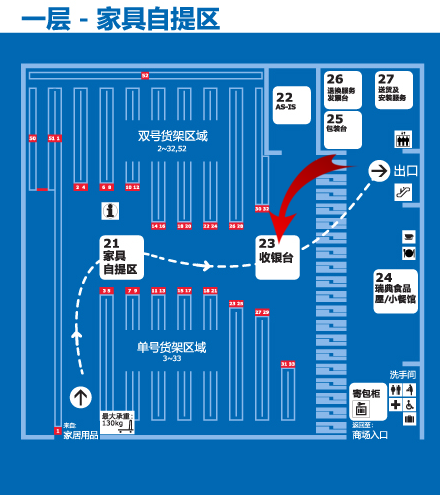 一层 - 家具自提区
52
26
退换服务
发票台
27
送货及
安装服务
22
AS-IS
25
包装台
50
51 1
双号货架区域
2~32,52
出口
2 4
6 8
10 12
30 32
14 16
18 20
22 24
26 28
21
家具
自提区
23
收银台
24
瑞典食品
屋/小餐馆
3 5
7 9
11 13
15 17
19 21
23 25
27 29
单号货架区域
3~33
31 33
洗手间
寄包柜
最大承重:
130kg
1
来自:
家居用品
返回至:
商场入口